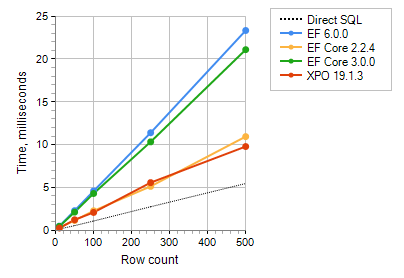 25
20
15
10
5
0
Time, milliseconds
0
100
200
300
400
500
Row count
Direct SQL
EF 6.0.0
EF Core 2.2.4
EF Core 3.0.0
XPO 19.1.3